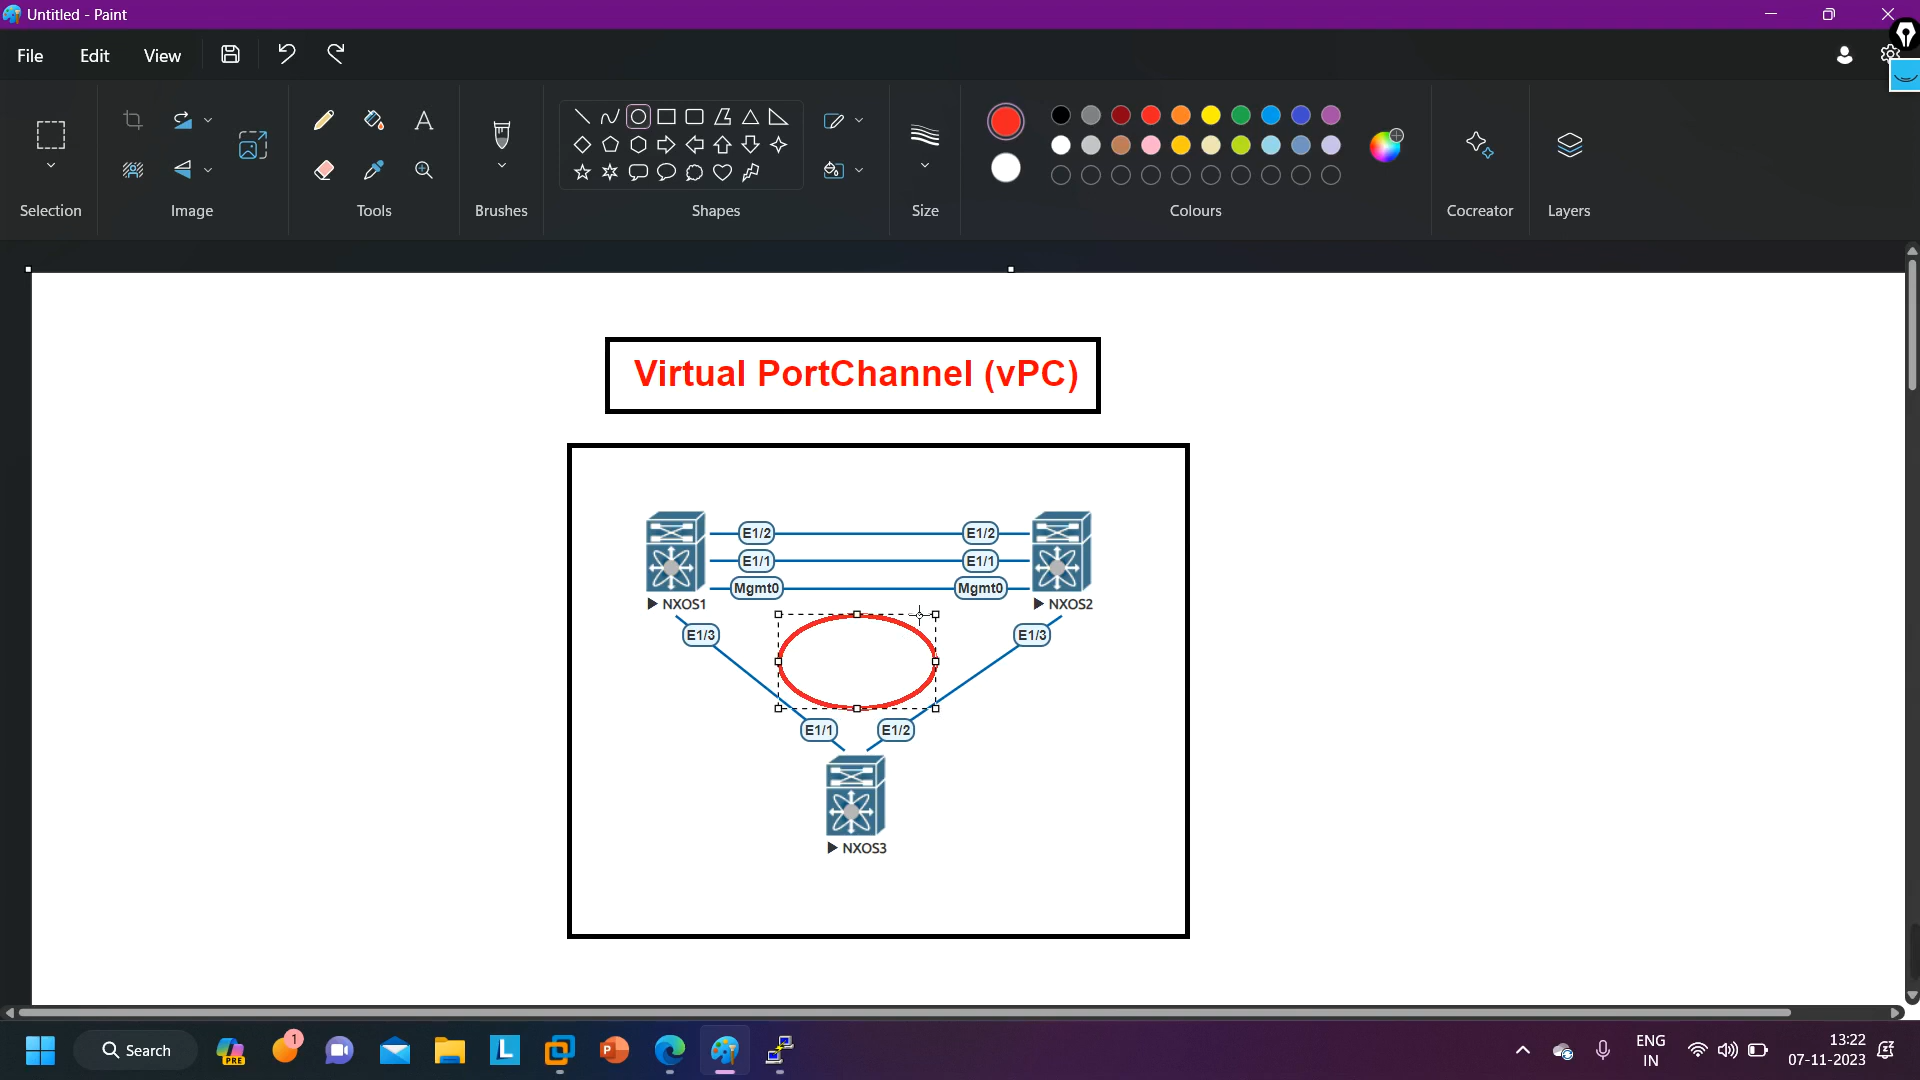 Untitled - Paint
File Edit View
Selection Image Tools Brushes Shapes Size Colours Cocreator Layers
Virtual PortChannel (vPC)
E1/2 E1/2
E1/1 E1/1
Mgmt0 Mgmt0
NXOS1 NXOS2
E1/3 E1/3
E1/1 E1/2
NXOS3
1
PRE
L
P
Search
ENG
IN
13:22
07-11-2023